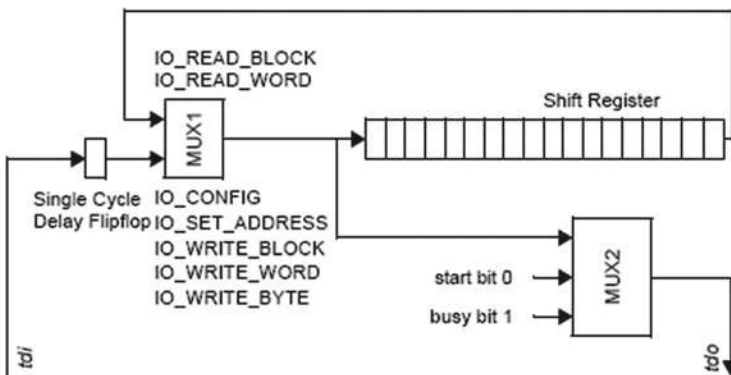 IO_READ_BLOCK
IO_READ_WORD
Shift Register
MUX1
Single Cycle
Delay Flipflop
IO_CONFIG
IO_SET_ADDRESS
IO_WRITE_BLOCK
IO_WRITE_WORD
IO_WRITE_BYTE
start bit 0
busy bit 1
MUX2
tdi
tdo